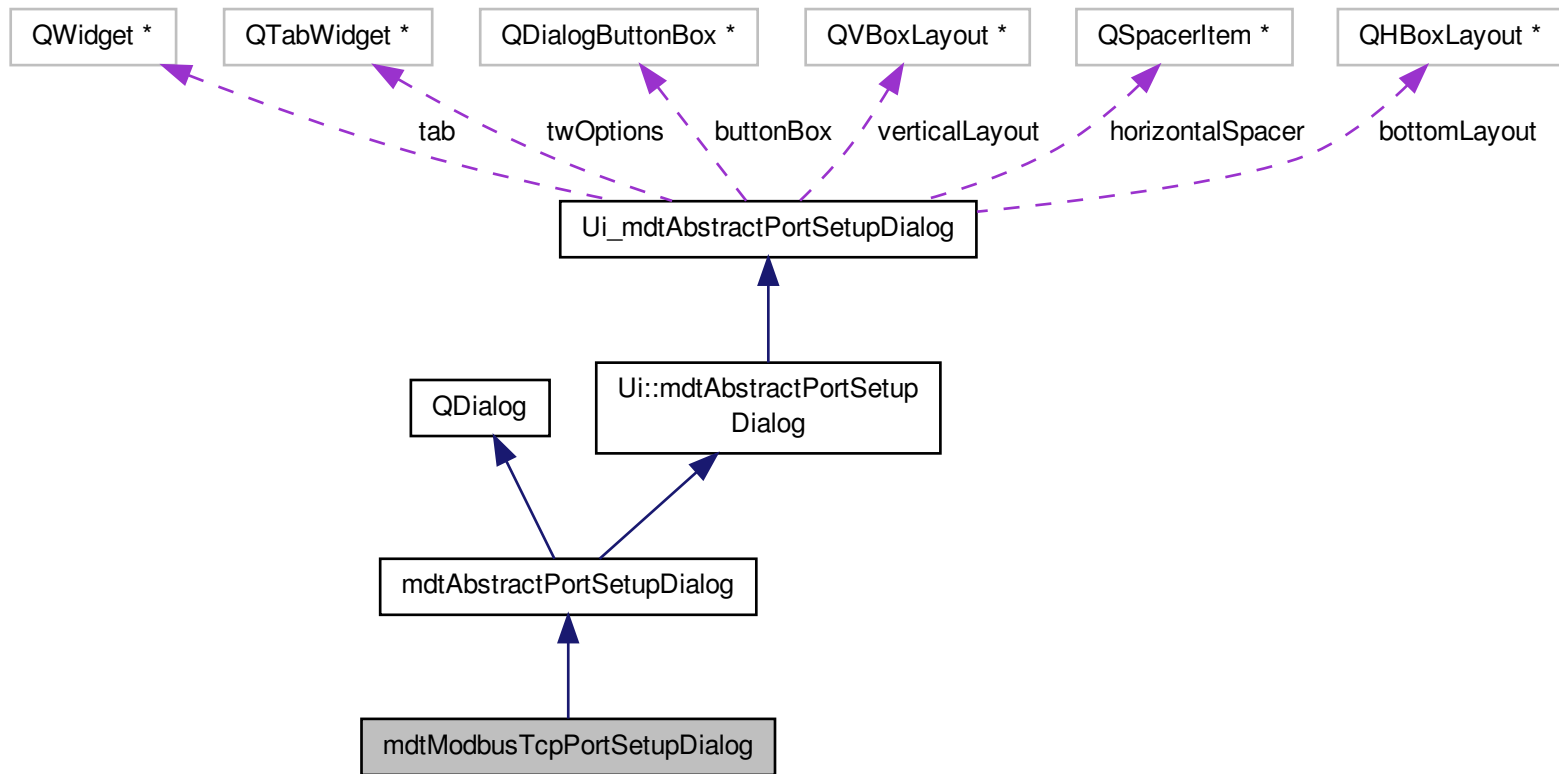 QWidget *
QTabWidget *
QDialogButtonBox *
QVBoxLayout *
QSpacerItem *
QHBoxLayout *
tab
twOptions
buttonBox
verticalLayout
horizontalSpacer
bottomLayout
Ui_mdtAbstractPortSetupDialog
QDialog
Ui::mdtAbstractPortSetup
Dialog
mdtAbstractPortSetupDialog
mdtModbusTcpPortSetupDialog